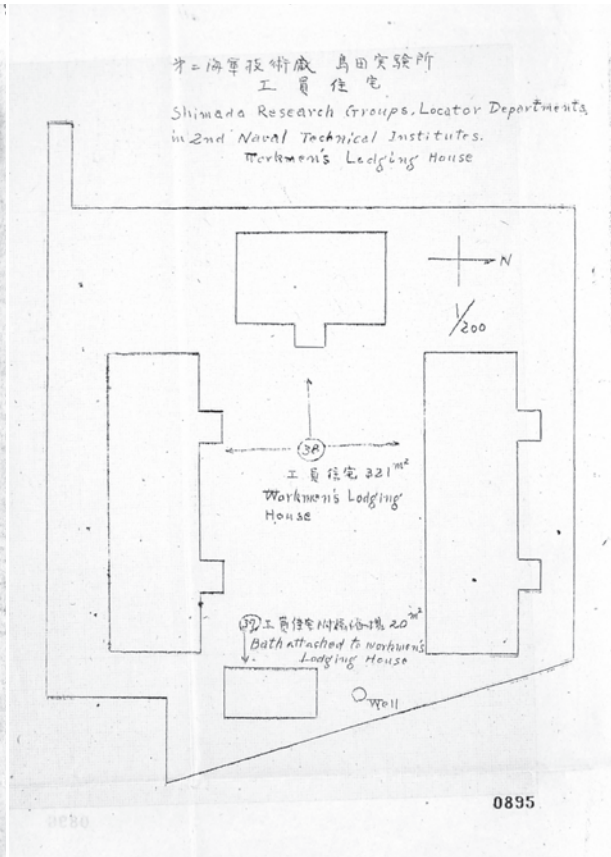 第二海軍技術廠 島田実験所
工員住宅
Shimada Research Groups, Locator Departments,
in 2nd Naval Technical Institutes.
Workmen's Lodging House
N
1/200
38
工員住宅 321m²
Workmen's Lodging
House
39 工員住宅附属浴場 20m²
Bath attached to Workmen's
Lodging House
Well
0895